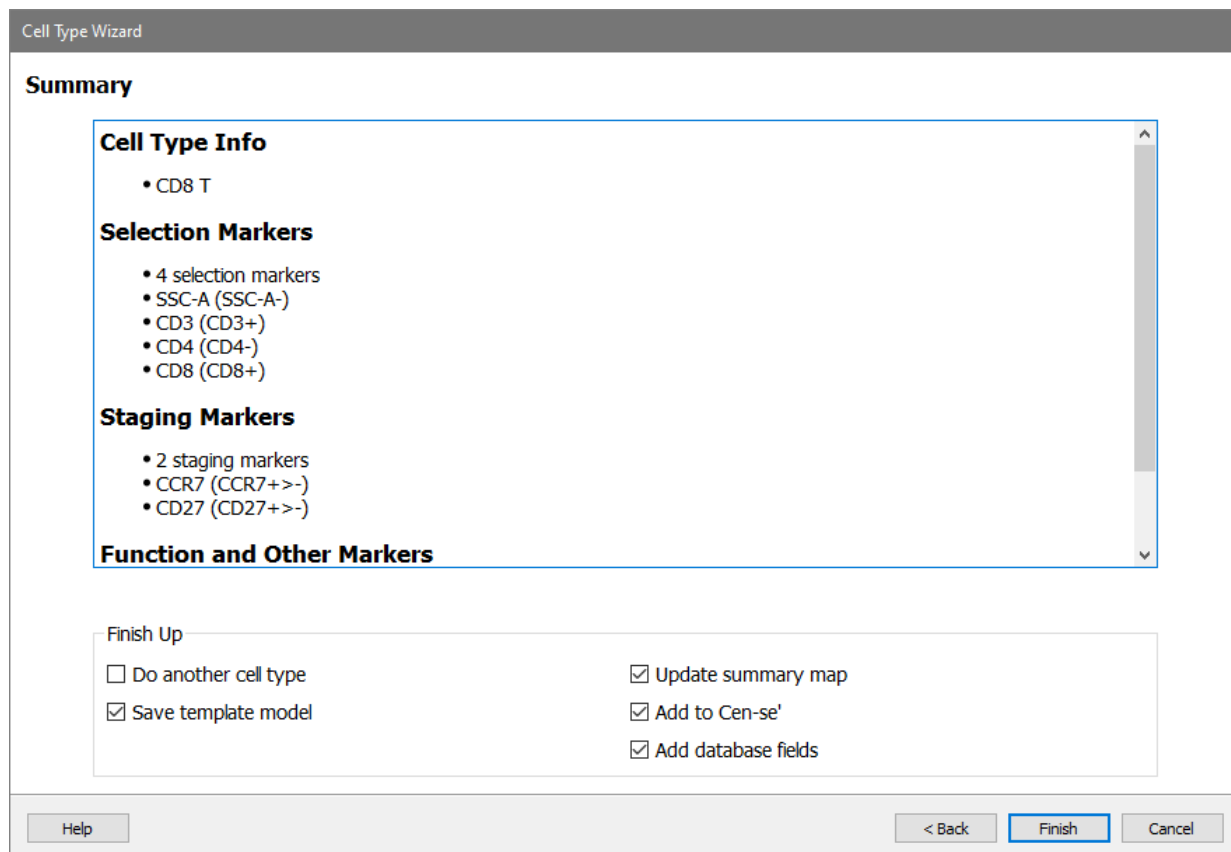 Cell Type Wizard
Summary
Cell Type Info
• CD8 T
Selection Markers
• 4 selection markers
• SSC-A (SSC-A-)
• CD3 (CD3+)
• CD4 (CD4-)
• CD8 (CD8+)
Staging Markers
• 2 staging markers
• CCR7 (CCR7+>-)
• CD27 (CD27+>-)
Function and Other Markers
Finish Up
Do another cell type
Update summary map
Save template model
Add to Cen-se'
Add database fields
Help
< Back
Finish
Cancel